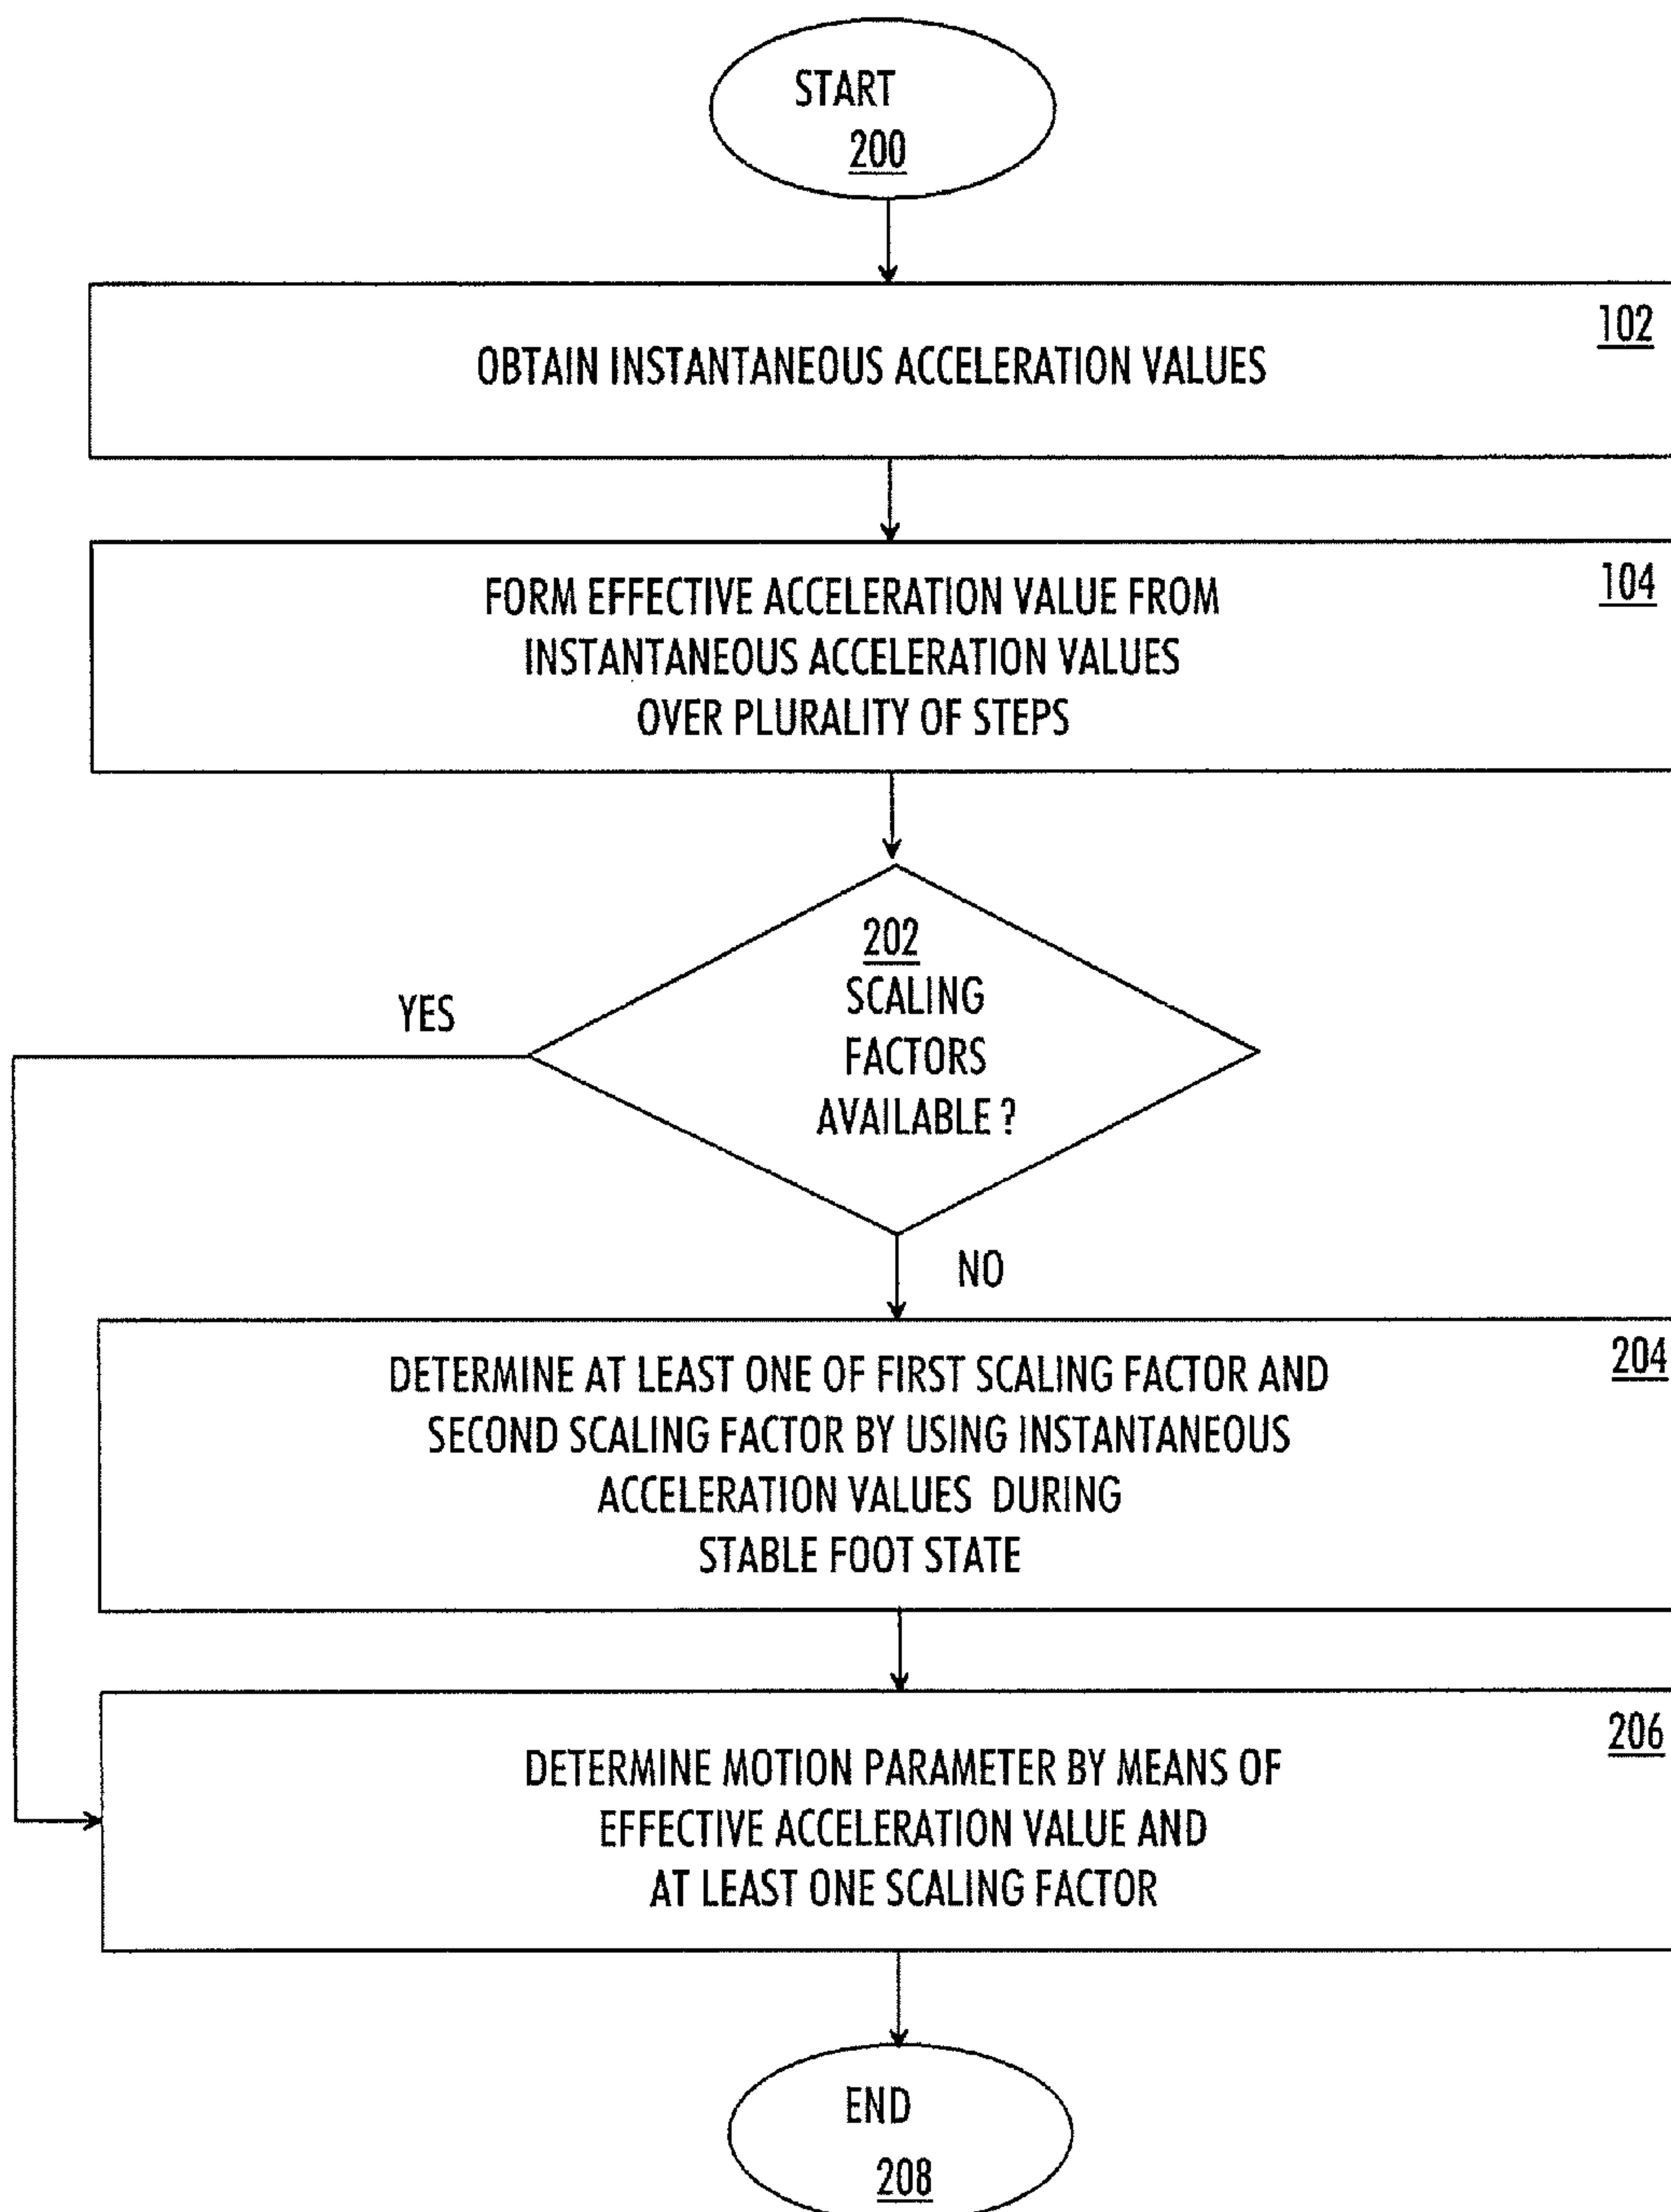 START
200
102
OBTAIN INSTANTANEOUS ACCELERATION VALUES
104
FORM EFFECTIVE ACCELERATION VALUE FROM
INSTANTANEOUS ACCELERATION VALUES
OVER PLURALITY OF STEPS
202
SCALING
FACTORS
AVAILABLE ?
YES
NO
204
DETERMINE AT LEAST ONE OF FIRST SCALING FACTOR AND
SECOND SCALING FACTOR BY USING INSTANTANEOUS
ACCELERATION VALUES DURING
STABLE FOOT STATE
206
DETERMINE MOTION PARAMETER BY MEANS OF
EFFECTIVE ACCELERATION VALUE AND
AT LEAST ONE SCALING FACTOR
END
208